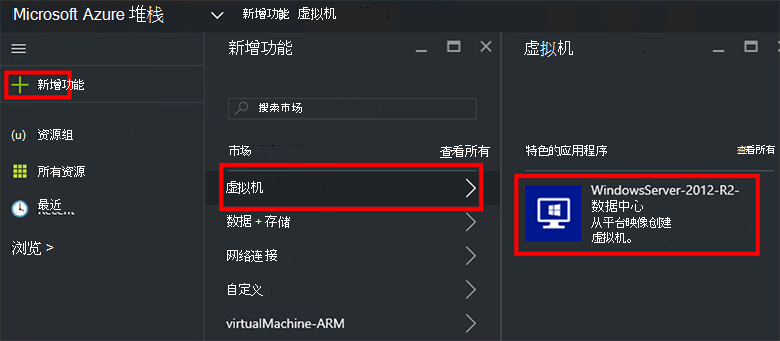 Microsoft Azure 堆栈
新增功能 虚拟机
新增功能
(u) 资源组
所有资源
最近
Recent
浏览 >
新增功能
搜索市场
市场
查看所有
虚拟机
数据 + 存储
网络连接
自定义
virtualMachine-ARM
虚拟机
特色的应用程序
查看所有
WindowsServer-2012-R2-
数据中心
从平台映像创建
虚拟机。